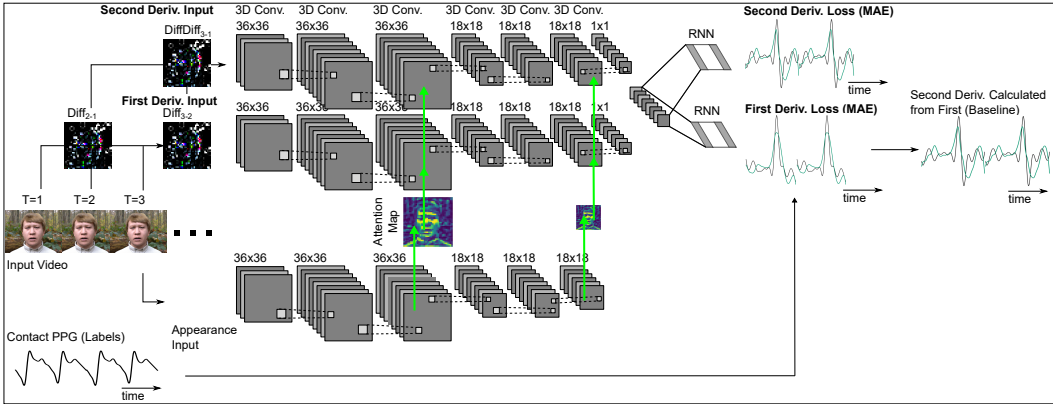 Second Deriv. Input
DiffDiff3-1
First Deriv. Input
Diff2-1
Diff3-2
T=1
T=2
T=3
Input Video
Contact PPG (Labels)
time
Appearance
Input
3D Conv. 3D Conv. 3D Conv. 3D Conv. 3D Conv. 3D Conv.
36x36 36x36 36x36 18x18 18x18 18x18 1x1
36x36 36x36 36x36 18x18 18x18 18x18 1x1
Attention
Map
36x36 36x36 36x36 18x18 18x18 18x18
RNN
RNN
Second Deriv. Loss (MAE)
time
First Deriv. Loss (MAE)
time
Second Deriv. Calculated
from First (Baseline)
time